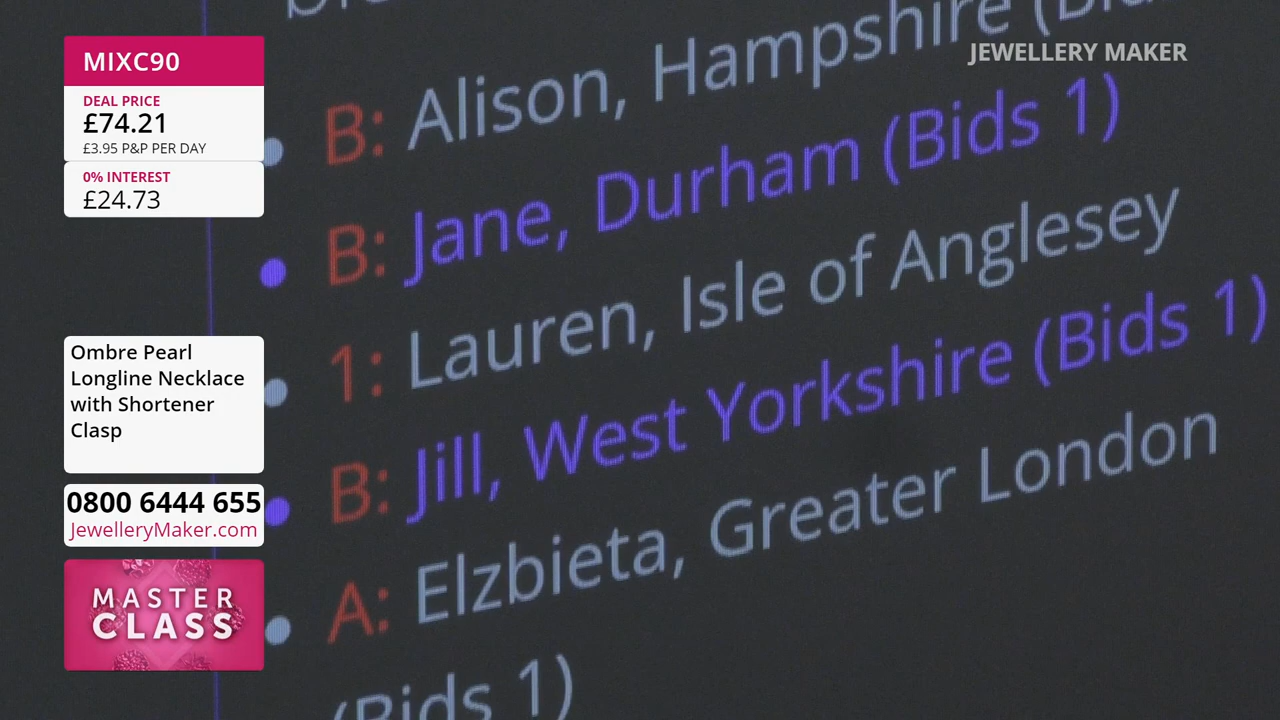 MIXC90
DEAL PRICE
£74.21
£3.95 P&P PER DAY
0% INTEREST
£24.73
Ombre Pearl
Longline Necklace
with Shortener
Clasp
0800 6444 655
JewelleryMaker.com
MASTER
CLASS
JEWELLERY MAKER
B: Alison, Hampshire
B: Jane, Durham (Bids 1)
1: Lauren, Isle of Anglesey
B: Jill, West Yorkshire (Bids 1)
A: Elzbieta, Greater London
(Bids 1)